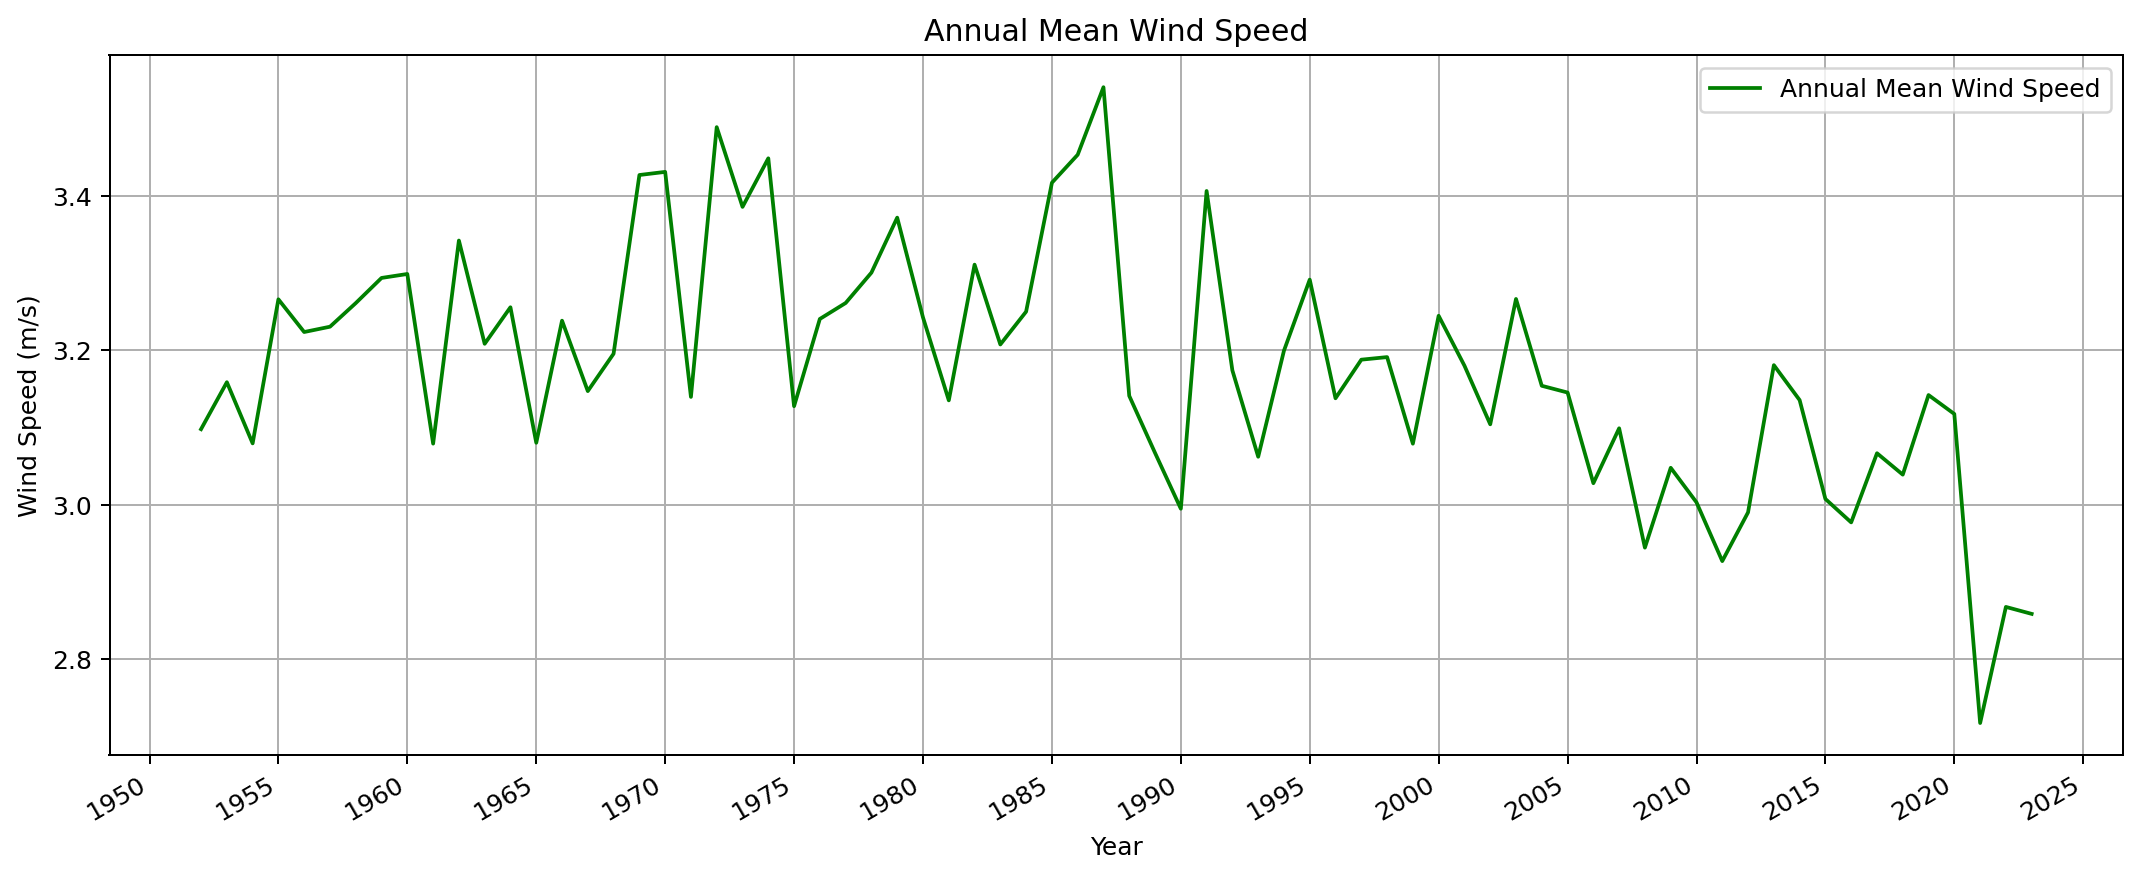 Annual Mean Wind Speed
Annual Mean Wind Speed
Wind Speed (m/s)
3.4
3.2
3.0
2.8
1950 1955 1960 1965 1970 1975 1980 1985 1990 1995 2000 2005 2010 2015 2020 2025
Year